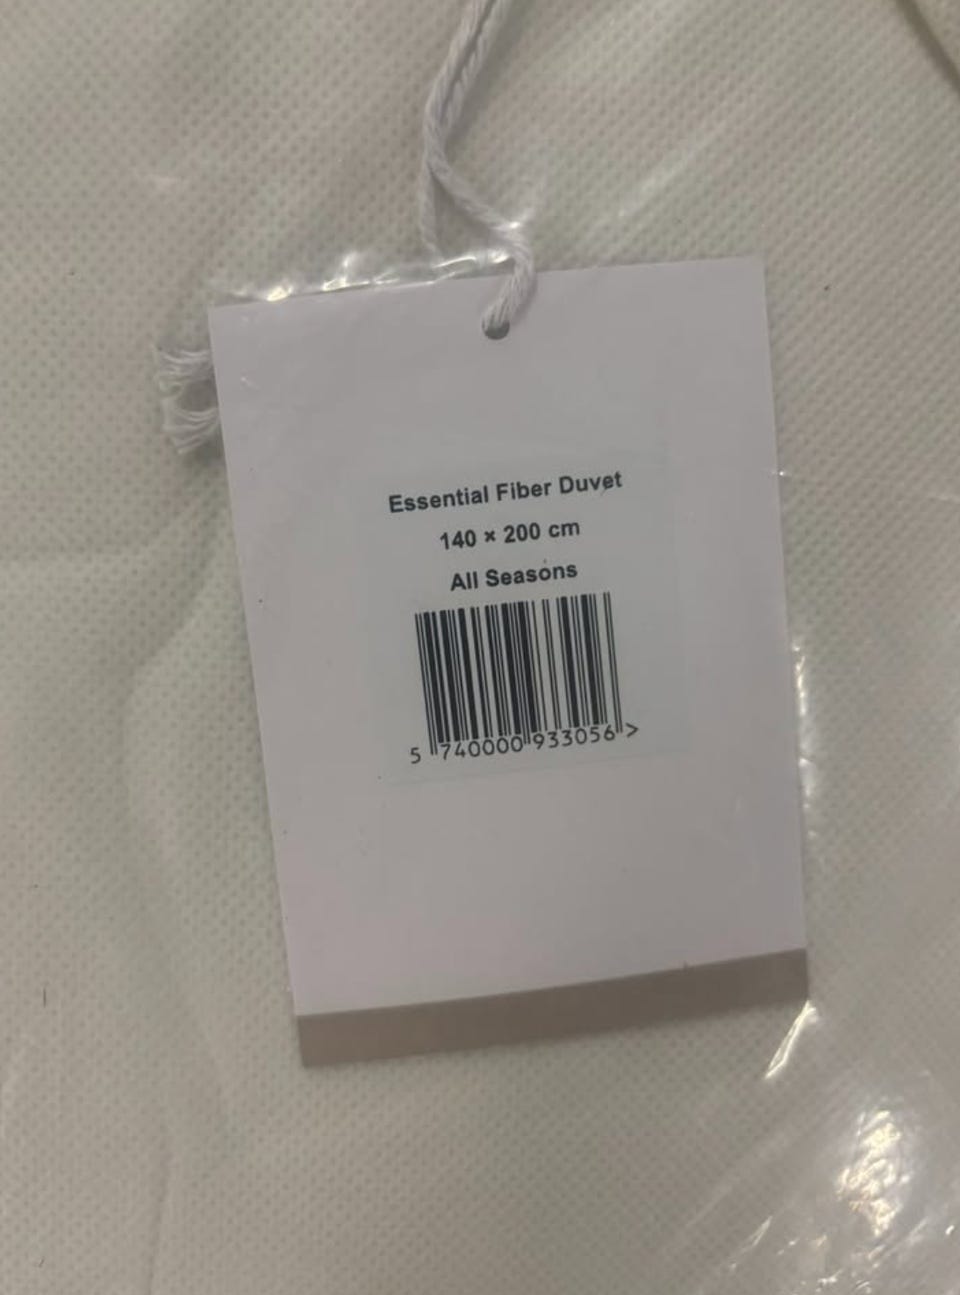 Essential Fiber Duvet
140 × 200 cm
All Seasons
5 740000 933056 >